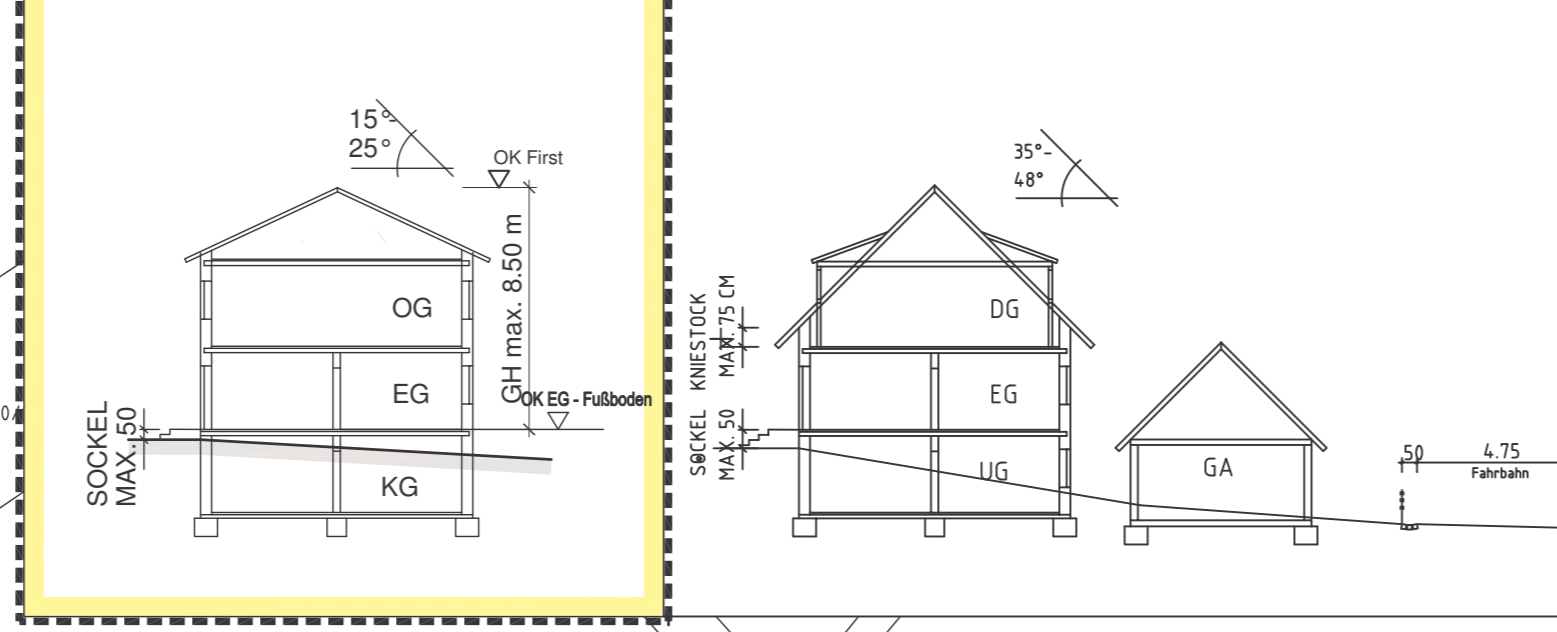 15°-
25°
OK First
GH max. 8.50 m
OG
EG
OK EG - Fußboden
SOCKEL
MAX. 50
KG
35°-
48°
KNIESTOCK
MAX. 75 CM
DG
EG
SOCKEL
MAX. 50
UG
GA
50
4.75
Fahrbahn